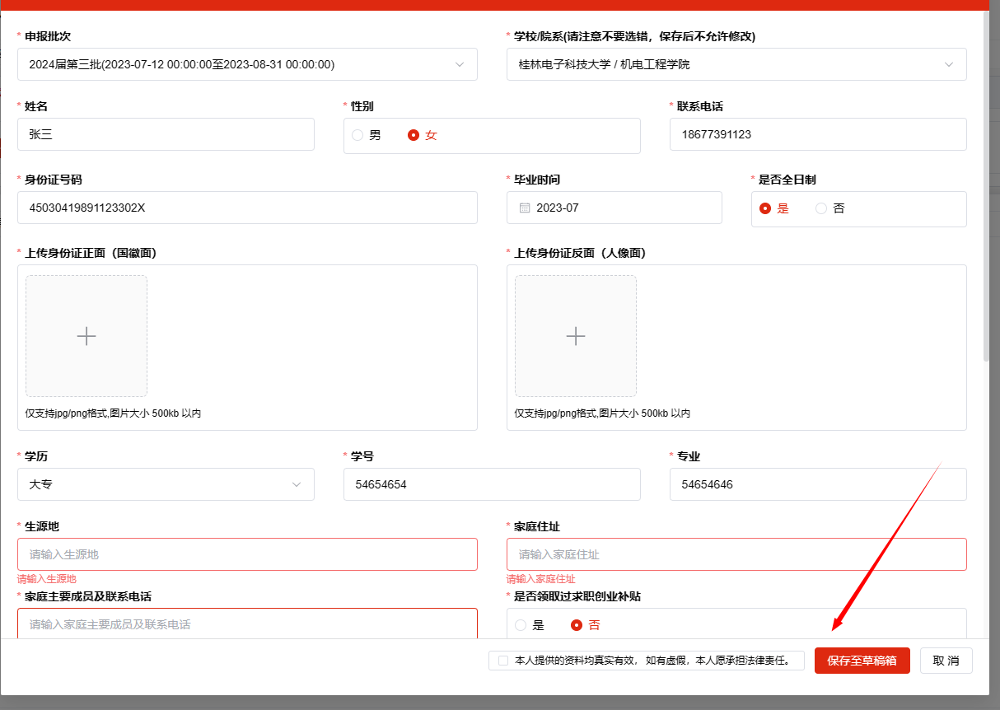 * 申报批次
* 学校/院系(请注意不要选错，保存后不允许修改)
2024届第三批(2023-07-12 00:00:00至2023-08-31 00:00:00)
桂林电子科技大学 / 机电工程学院
* 姓名
* 性别
* 联系电话
张三
男
女
18677391123
* 身份证号码
* 毕业时间
* 是否全日制
45030419891123302X
2023-07
是
否
* 上传身份证正面（国徽面）
* 上传身份证反面（人像面）
仅支持jpg/png格式,图片大小 500kb 以内
仅支持jpg/png格式,图片大小 500kb 以内
* 学历
* 学号
* 专业
大专
54654654
54654646
* 生源地
* 家庭住址
请输入生源地
请输入家庭住址
请输入生源地
请输入家庭住址
* 家庭主要成员及联系电话
* 是否领取过求职创业补贴
请输入家庭主要成员及联系电话
是
否
本人提供的资料均真实有效， 如有虚假，本人愿承担法律责任。
保存至草稿箱
取 消